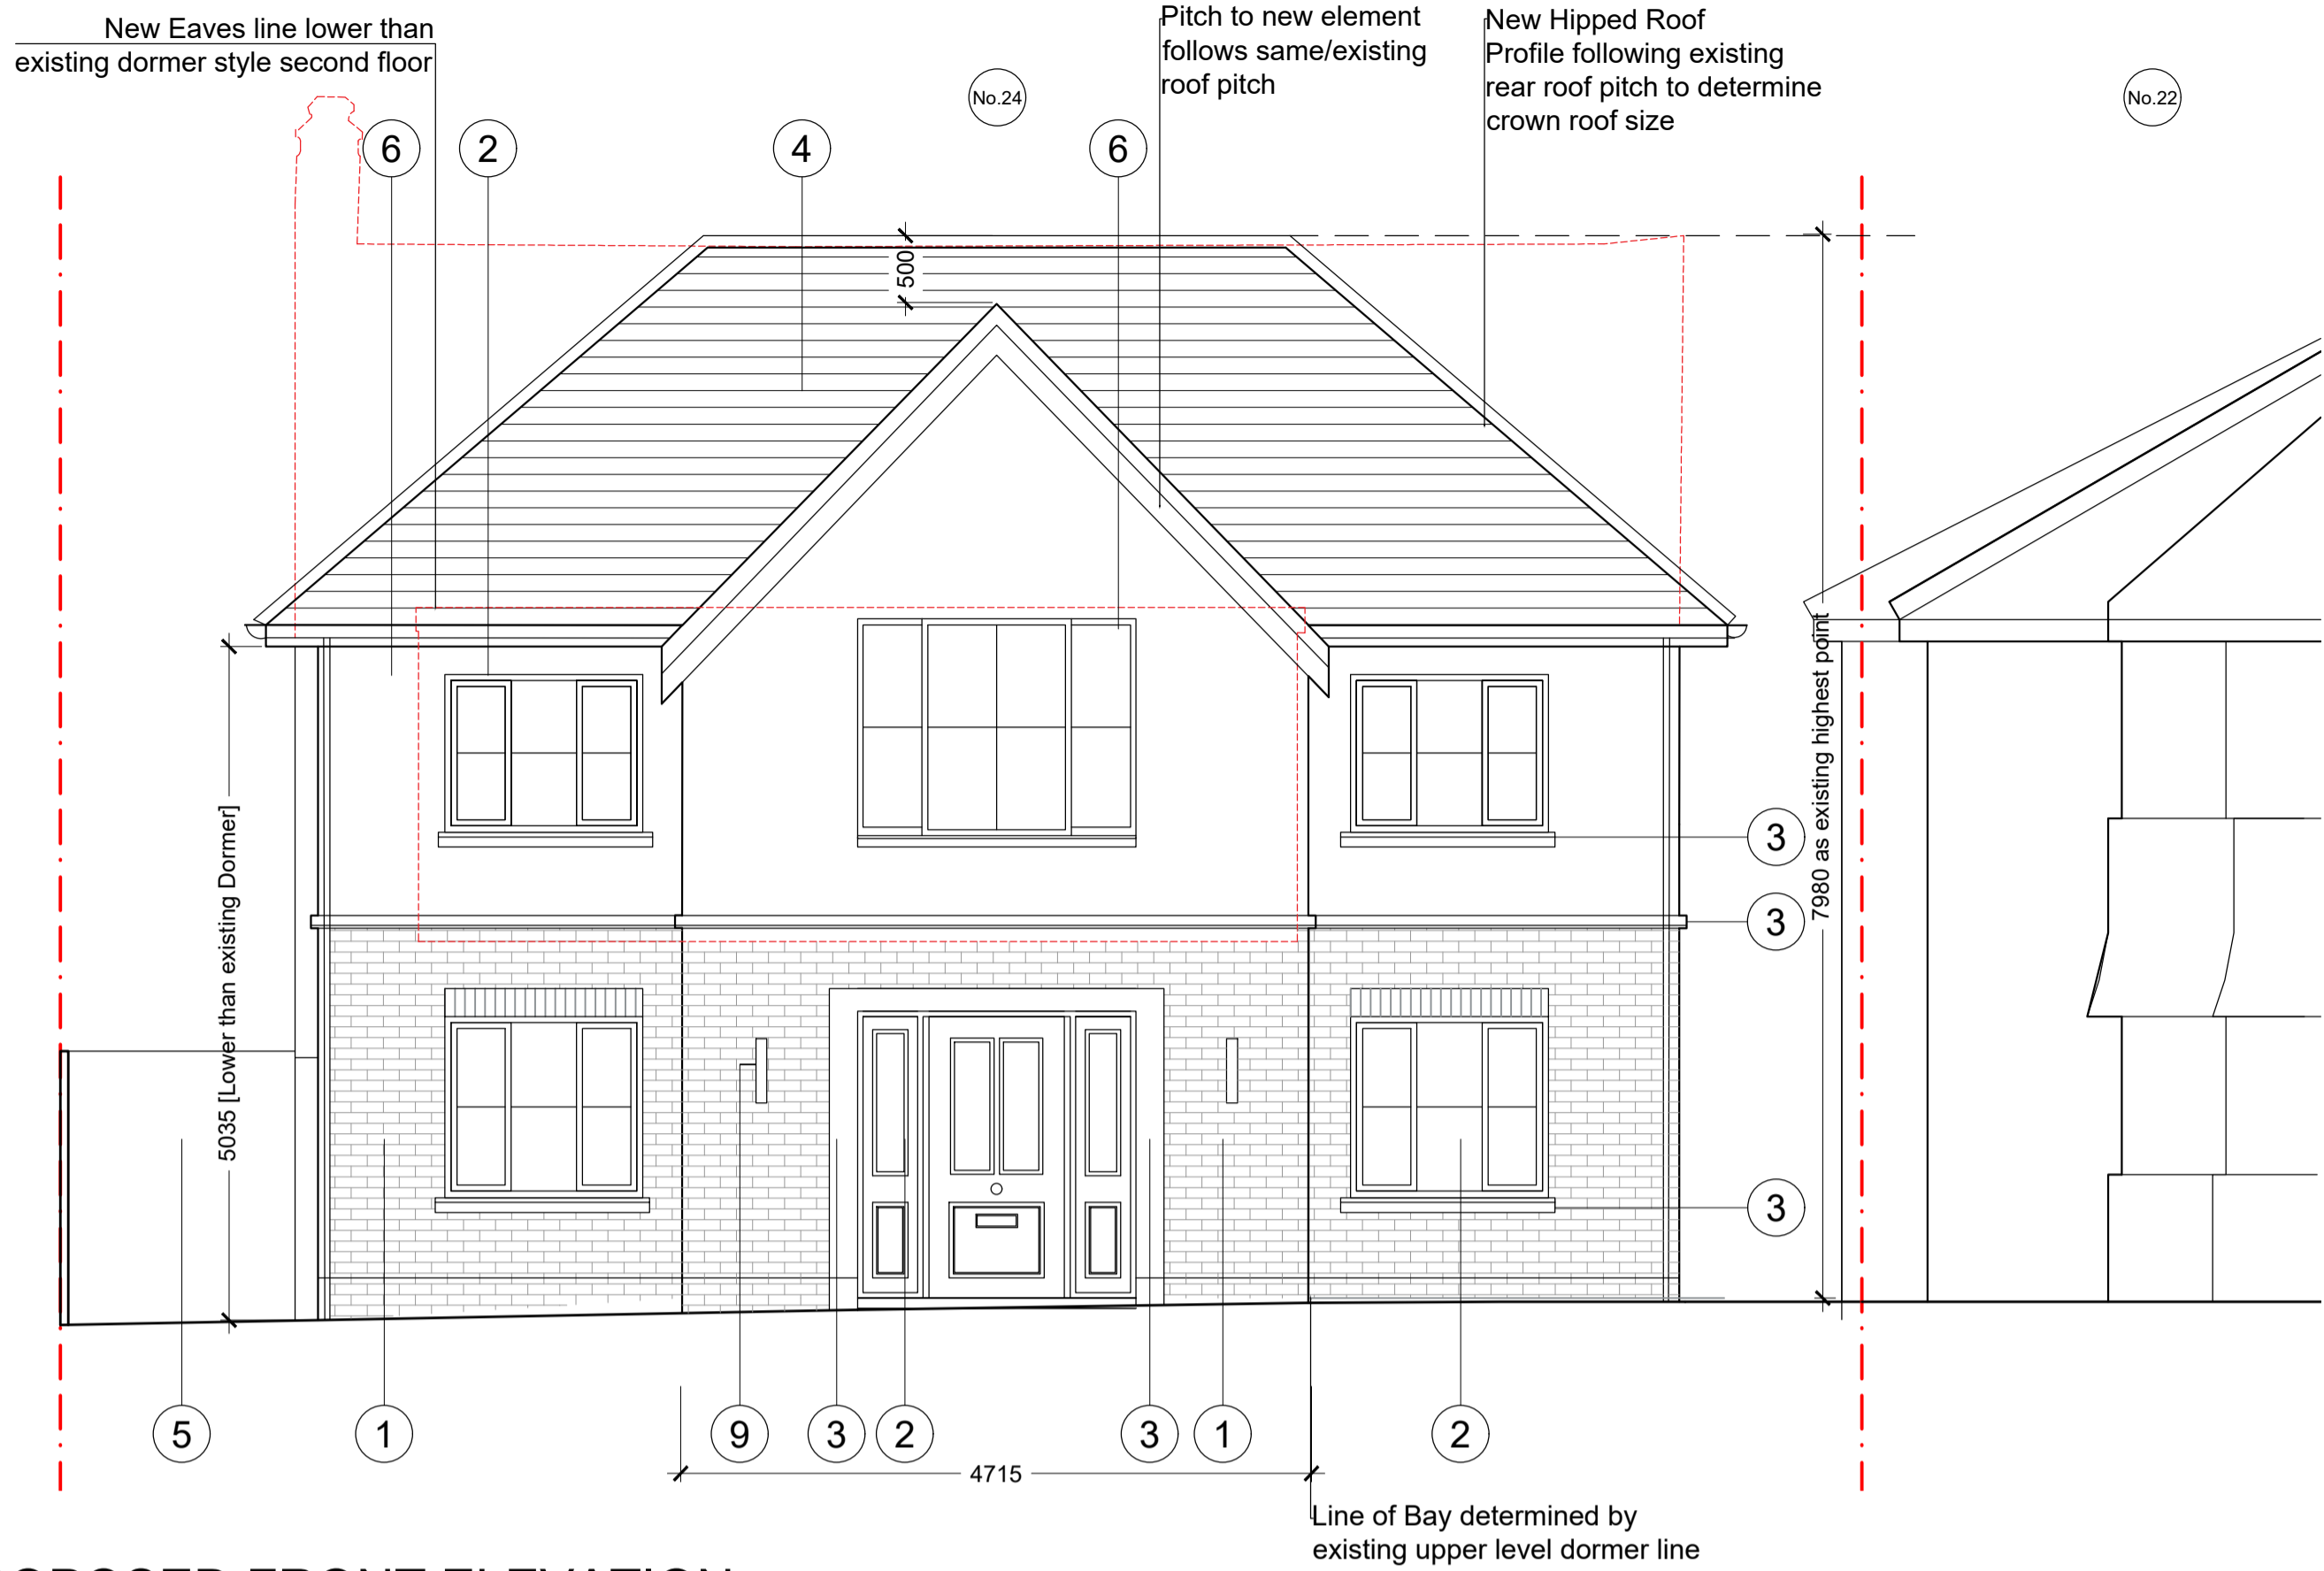 New Eaves line lower than
existing dormer style second floor
Pitch to new element
follows same/existing
roof pitch
New Hipped Roof
Profile following existing
rear roof pitch to determine
crown roof size
No.24
No.22
6
2
4
6
500
7980 as existing highest point
5035 [Lower than existing Dormer]
3
3
3
5
1
9
3
2
3
1
2
4715
Line of Bay determined by
existing upper level dormer line
OPOSED FRONT ELEVATION